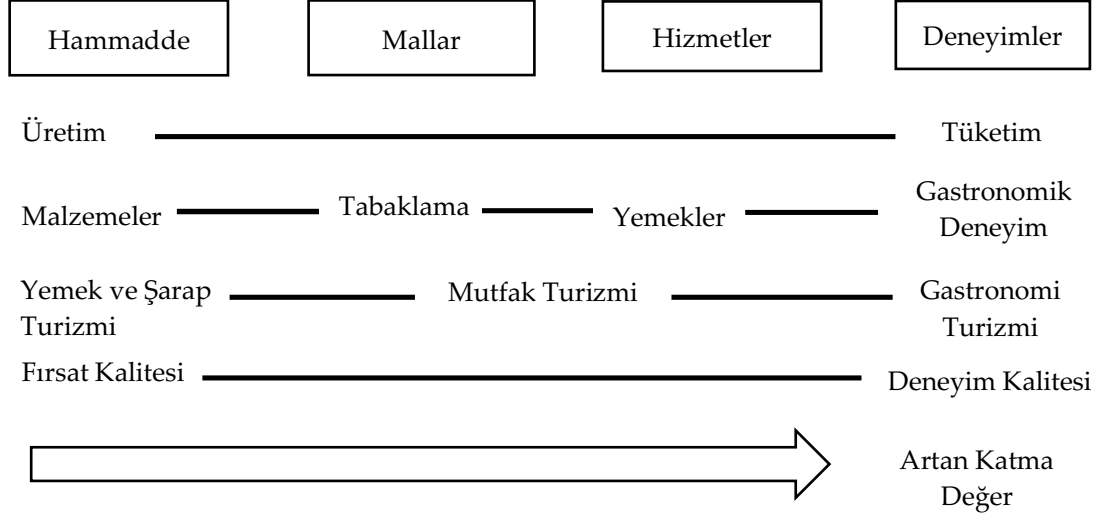 Hammadde
Mallar
Hizmetler
Deneyimler
Üretim
Tüketim
Malzemeler
Tabaklama
Yemekler
Gastronomik
Deneyim
Yemek ve Şarap
Turizmi
Mutfak Turizmi
Gastronomi
Turizmi
Fırsat Kalitesi
Deneyim Kalitesi
Artan Katma
Değer